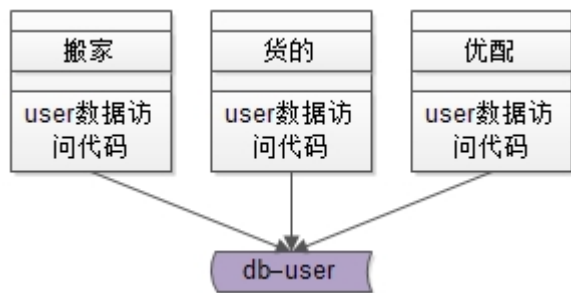 搬家
货的
优配
user数据访
问代码
user数据访
问代码
user数据访
问代码
db-user